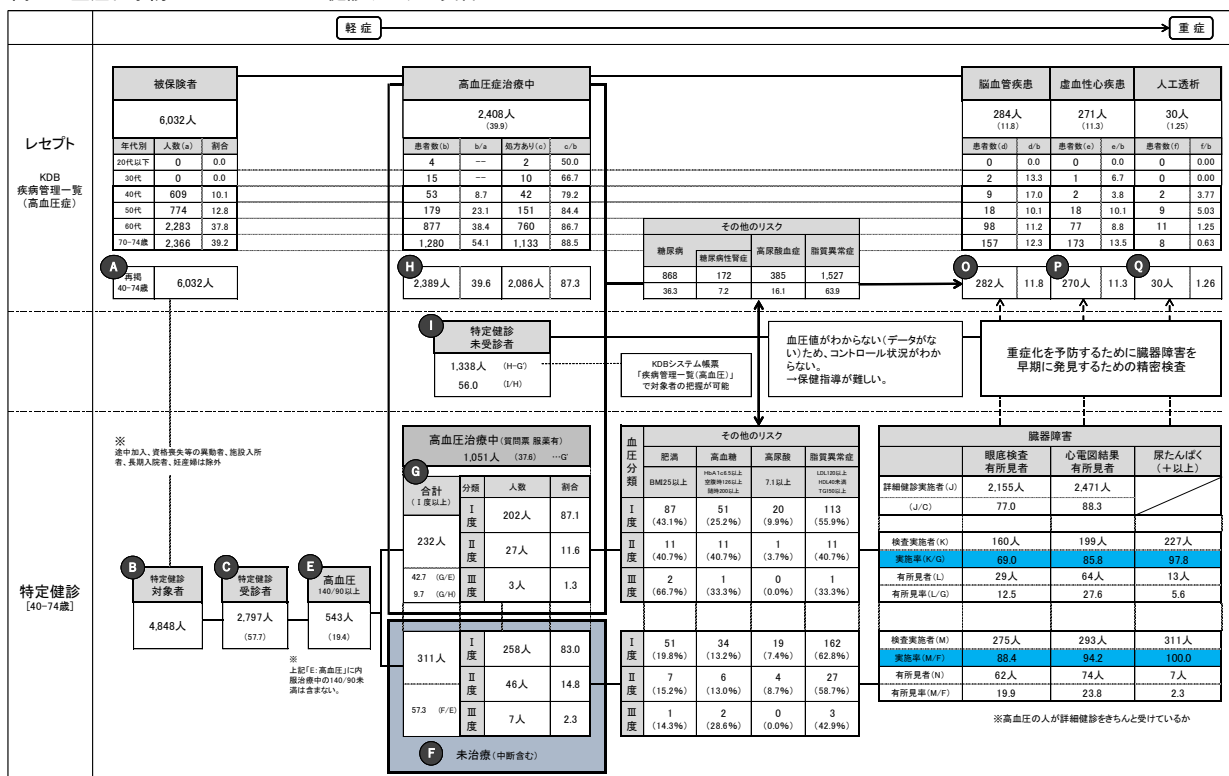 軽症 重症
レセプト
KDB
疾病管理一覧
(高血圧症)
被保険者
6,032人
年代別 人数(a) 割合
20代以下 0 0.0
30代 0 0.0
40代 609 10.1
50代 774 12.8
60代 2,283 37.8
70-74歳 2,366 39.2
A
再掲
40-74歳
6,032人
高血圧症治療中
2,408人
(39.9)
患者数(b) b/a 処方あり(c) c/b
4 -- 2 50.0
15 -- 10 66.7
53 8.7 42 79.2
179 23.1 151 84.4
877 38.4 760 86.7
1,280 54.1 1,133 88.5
H
2,389人 39.6 2,086人 87.3
その他のリスク
糖尿病 糖尿病性腎症 高尿酸血症 脂質異常症
868 172 385 1,527
36.3 7.2 16.1 63.9
脳血管疾患 虚血性心疾患 人工透析
284人 271人 30人
(11.8) (11.3) (1.25)
患者数(d) d/b 患者数(e) e/b 患者数(f) f/b
0 0.0 0 0.0 0 0.00
2 13.3 1 6.7 0 0.00
9 17.0 2 3.8 2 3.77
18 10.1 18 10.1 9 5.03
98 11.2 77 8.8 11 1.25
157 12.3 173 13.5 8 0.63
O P Q
282人 11.8 270人 11.3 30人 1.26
I
特定健診
未受診者
1,338人 (H-G')
56.0 (I/H)
KDBシステム帳票
「疾病管理一覧(高血圧)」
で対象者の把握が可能
血圧値がわからない(データがな
い)ため、コントロール状況がわか
らない。
→保健指導が難しい。
重症化を予防するために臓器障害を
早期に発見するための精密検査
特定健診
[40-74歳]
※
途中加入、資格喪失等の異動者、施設入所
者、長期入院者、妊産婦は除外
B
特定健診
対象者
4,848人
C
特定健診
受診者
2,797人
(57.7)
E
高血圧
140/90以上
543人
(19.4)
※
上記「E:高血圧」に内
服治療中の140/90未
満は含まない。
高血圧治療中(質問票 服薬有)
1,051人 (37.6) …G'
G
合計
(Ⅰ度以上)
分類 人数 割合
232人
Ⅰ度 202人 87.1
Ⅱ度 27人 11.6
Ⅲ度 3人 1.3
42.7 (G/E)
9.7 (G/H)
311人
57.3 (F/E)
Ⅰ度 258人 83.0
Ⅱ度 46人 14.8
Ⅲ度 7人 2.3
F 未治療(中断含む)
血圧分類
その他のリスク
肥満 高血糖 高尿酸 脂質異常症
BMI25以上
HbA1c6.5以上
空腹時126以上
随時200以上
7.1以上
LDL120以上
HDL40未満
TG150以上
Ⅰ度 87 51 20 113
(43.1%) (25.2%) (9.9%) (55.9%)
Ⅱ度 11 11 1 11
(40.7%) (40.7%) (3.7%) (40.7%)
Ⅲ度 2 1 0 1
(66.7%) (33.3%) (0.0%) (33.3%)
Ⅰ度 51 34 19 162
(19.8%) (13.2%) (7.4%) (62.8%)
Ⅱ度 7 6 4 27
(15.2%) (13.0%) (8.7%) (58.7%)
Ⅲ度 1 2 0 3
(14.3%) (28.6%) (0.0%) (42.9%)
臓器障害
眼底検査
有所見者
心電図結果
有所見者
尿たんぱく
(+以上)
詳細健診実施者(J) 2,155人 2,471人
(J/C) 77.0 88.3
検査実施者(K) 160人 199人 227人
実施率(K/G) 69.0 85.8 97.8
有所見者(L) 29人 64人 13人
有所見率(L/G) 12.5 27.6 5.6
検査実施者(M) 275人 293人 311人
実施率(M/F) 88.4 94.2 100.0
有所見者(N) 62人 74人 7人
有所見率(M/F) 19.9 23.8 2.3
※高血圧の人が詳細健診をきちんと受けているか